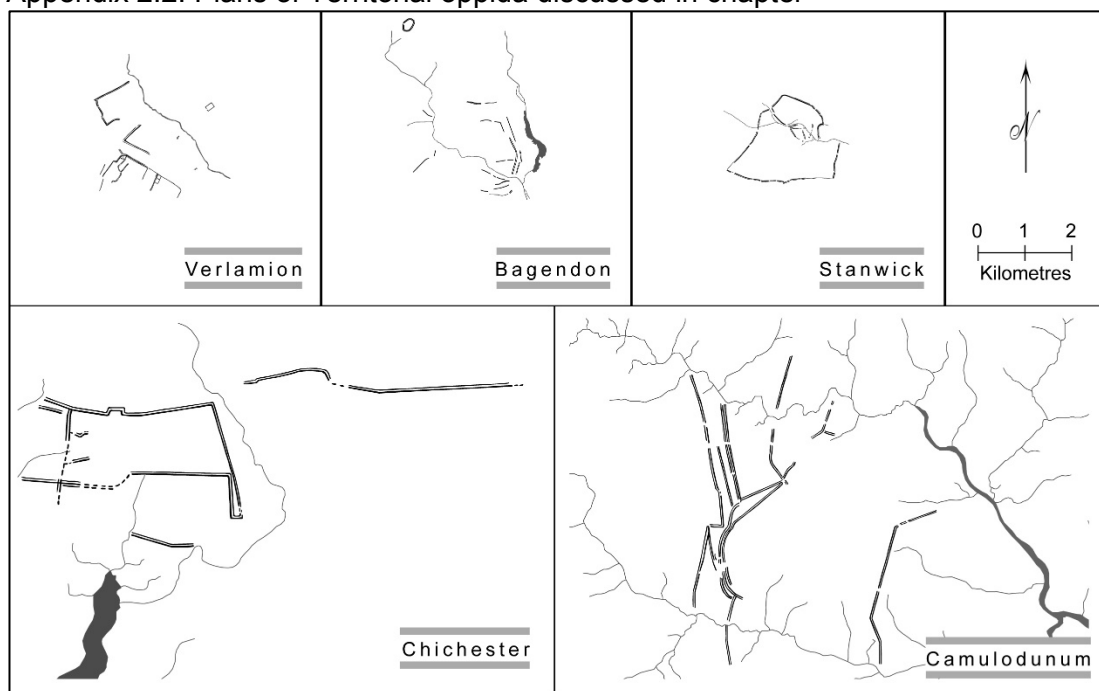 Appendix 2.2: Plans of Territorial oppida discussed in chapter
Verlamion
Bagendon
Stanwick
N
0 1 2
Kilometres
Chichester
Camulodunum